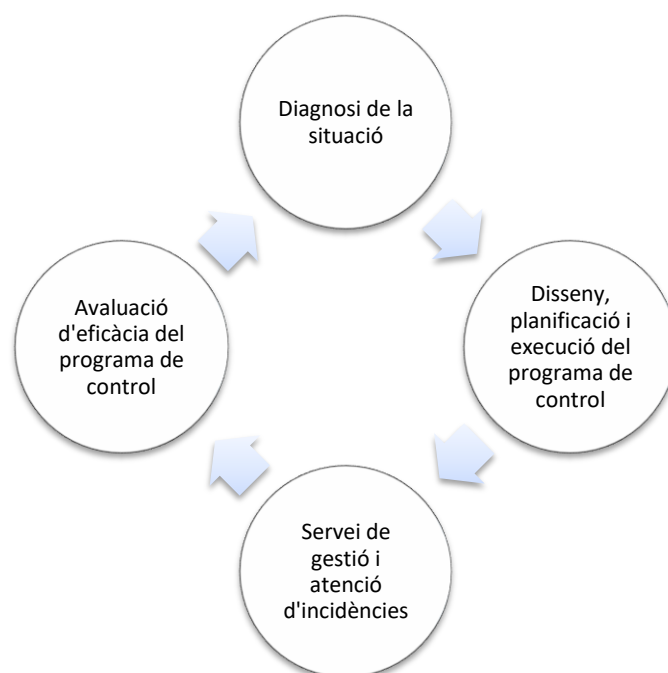 Diagnosi de la
situació
Disseny,
planificació i
execució del
programa de
control
Servei de
gestió i
atenció
d'incidències
Avaluació
d'eficàcia del
programa de
control